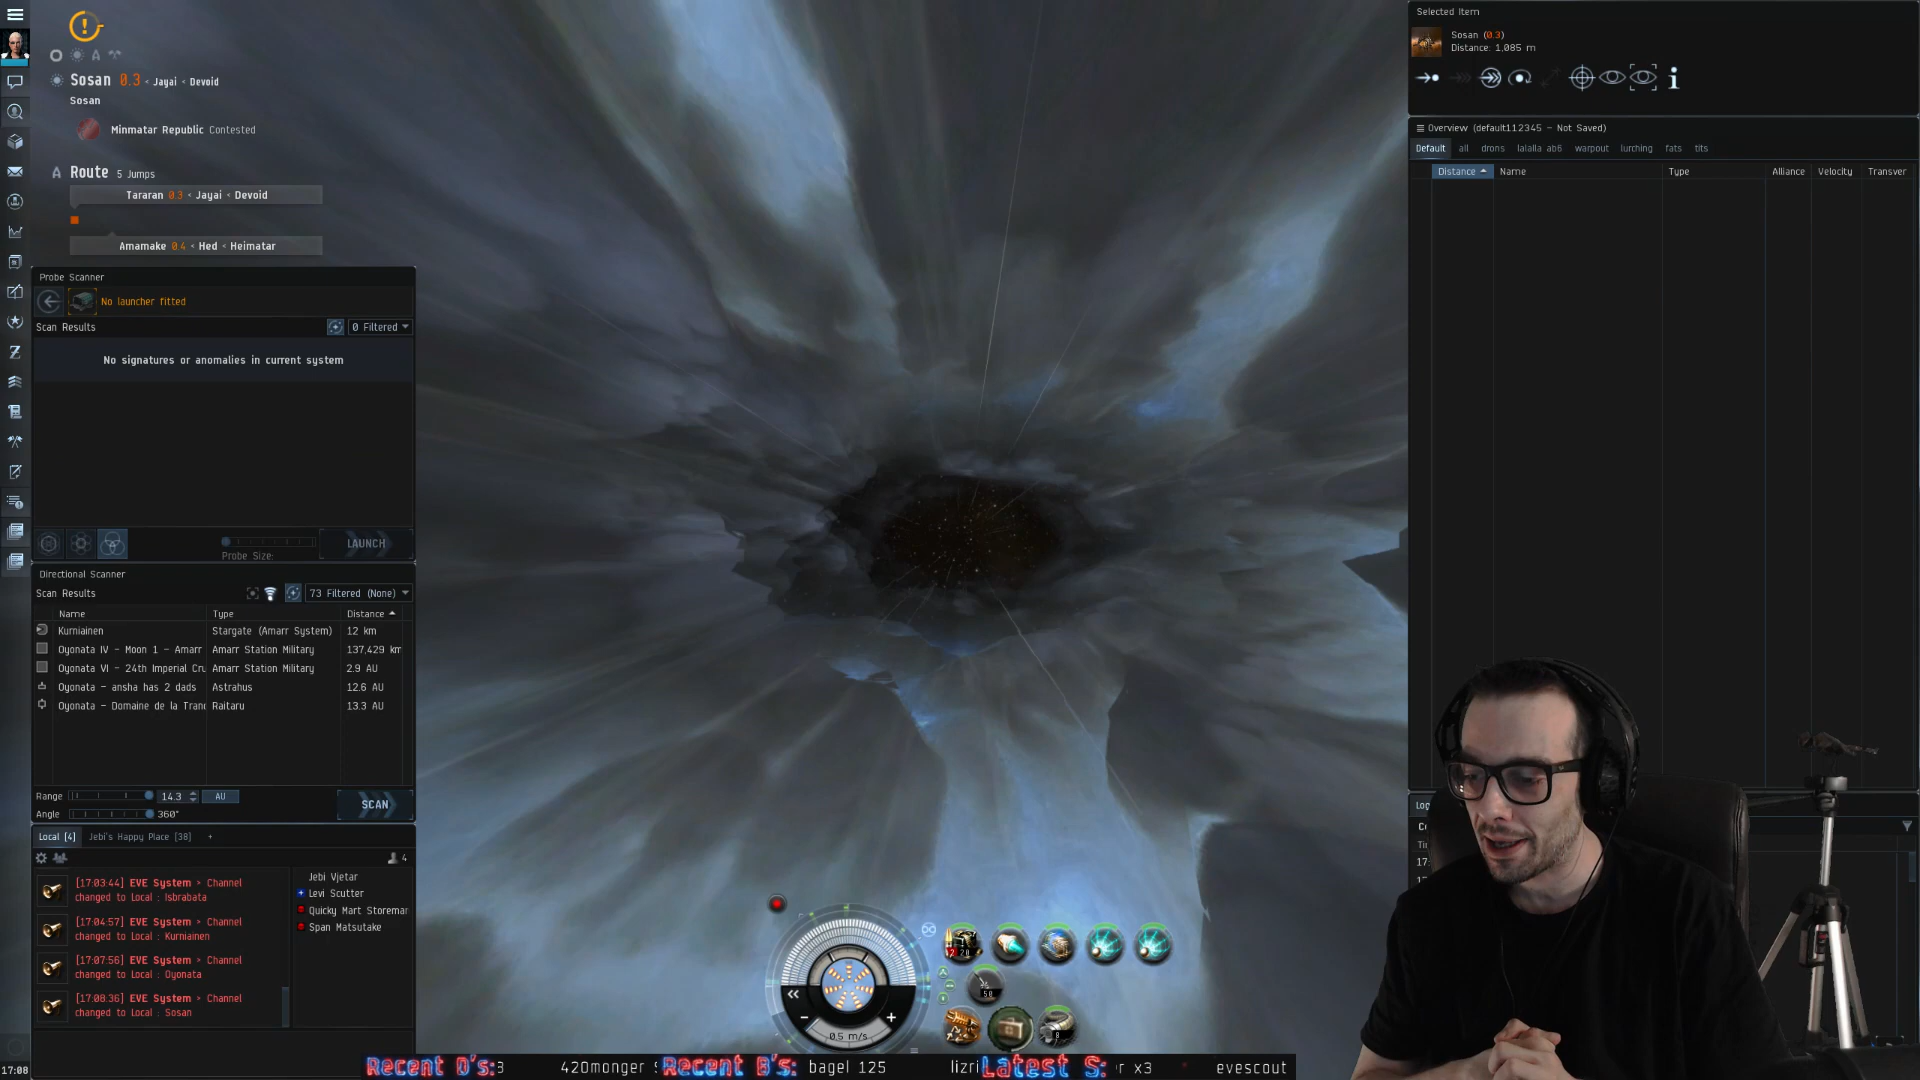 Sosan 0.3 < Jayai < Devoid
Sosan
Minmatar Republic Contested
Route 5 Jumps
Tararan 0.3 < Jayai < Devoid
Amamake 0.4 < Hed < Heimatar
Probe Scanner
No launcher fitted
Scan Results
0 Filtered
No signatures or anomalies in current system
Probe Size:
LAUNCH
Directional Scanner
Scan Results
73 Filtered (None)
Name Type Distance
Kurniainen Stargate (Amarr System) 12 km
Oyonata IV - Moon 1 - Amarr Amarr Station Military 137,429 km
Oyonata VI - 24th Imperial Cru Amarr Station Military 2.9 AU
Oyonata - ansha has 2 dads Astrahus 12.6 AU
Oyonata - Domaine de la Tranq Raitaru 13.3 AU
Range 14.3 AU
SCAN
Angle 360°
Local [4] Jebi's Happy Place [38] +
4
[17:03:44] EVE System > Channel
changed to Local : Isbrabata
[17:04:57] EVE System > Channel
changed to Local : Kurniainen
[17:07:56] EVE System > Channel
changed to Local : Oyonata
[17:08:36] EVE System > Channel
changed to Local : Sosan
Jebi Vjetar
Levi Scutter
Quicky Mart Storeman
Span Matsutake
17:08
0.5 m/s
50
8
Recent D's:
420monger
Recent B's:
bagel 125
lizri
Latest S:
r x3
evescout
Selected Item
Sosan (0.3)
Distance: 1,085 m
Overview (default112345 - Not Saved)
Default all drons lalalla ab6 warpout lurching fats tits
Distance Name Type Alliance Velocity Transver